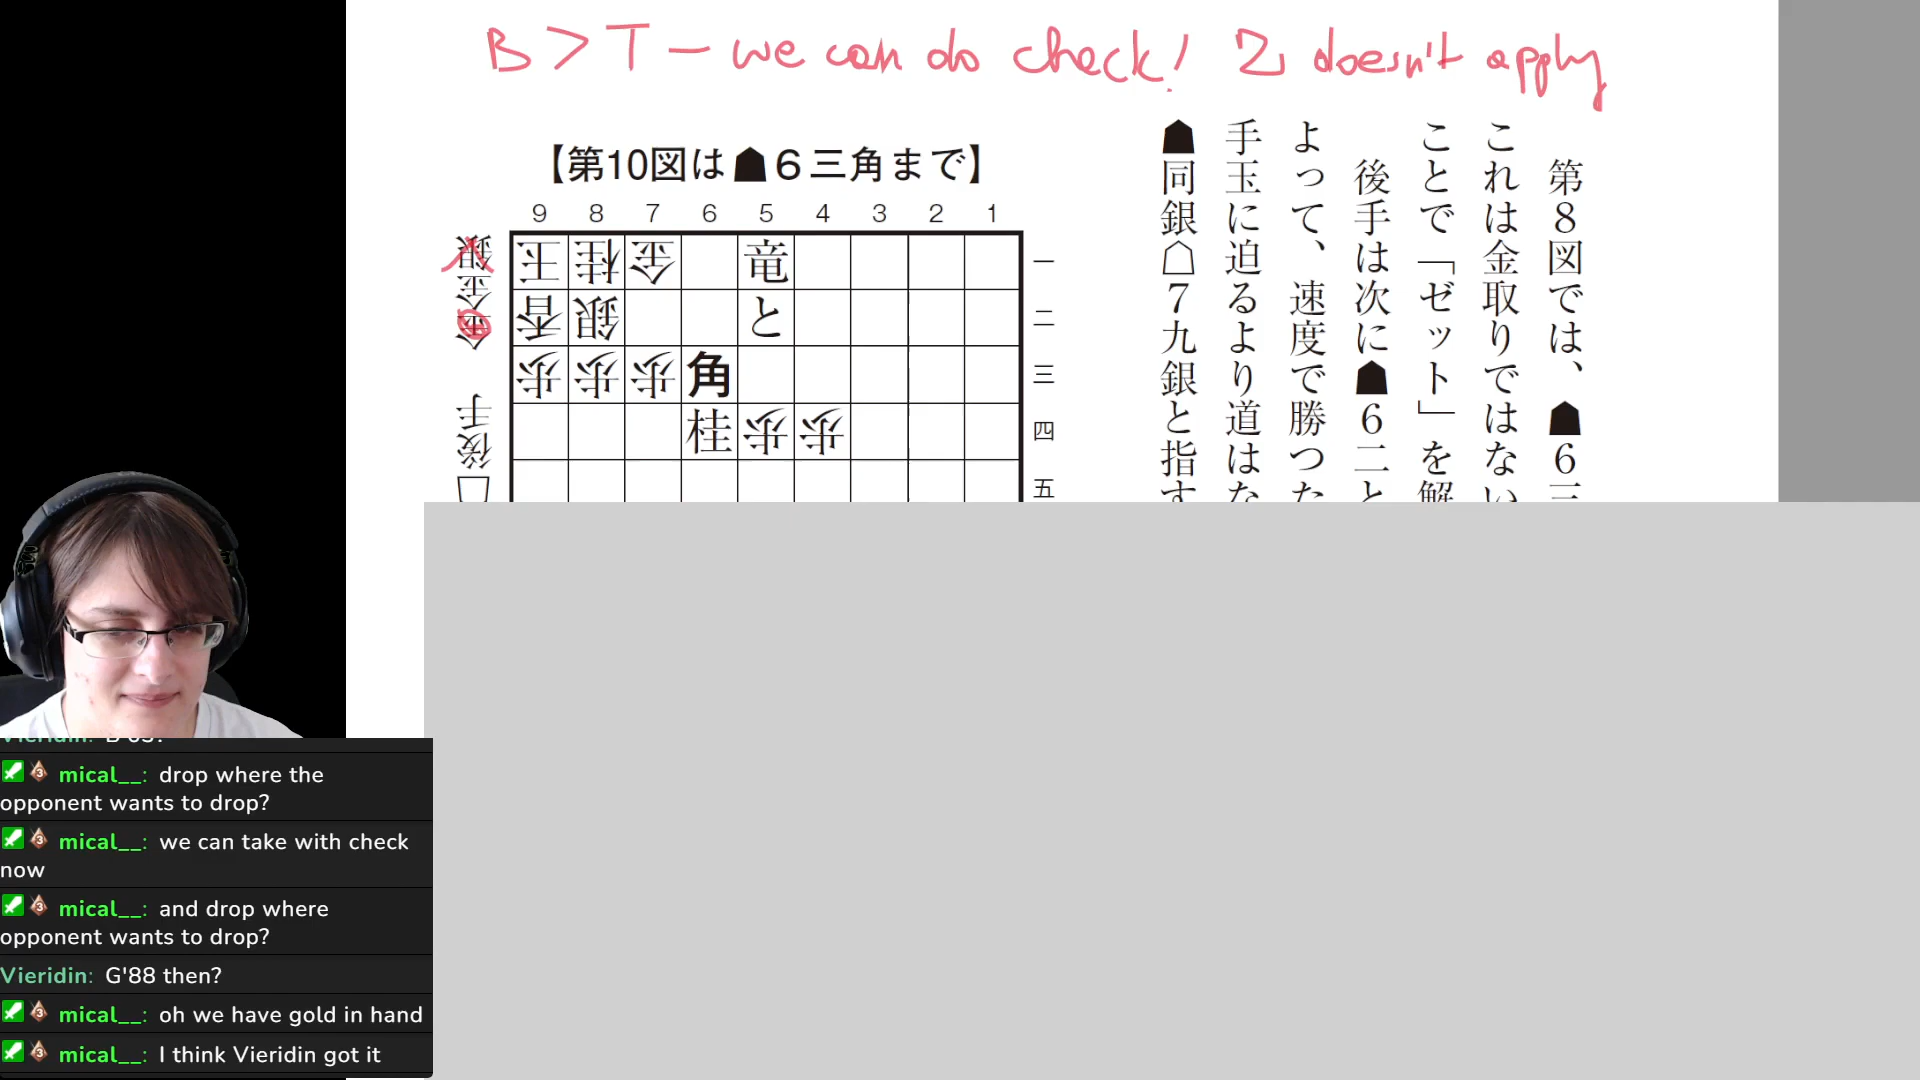 B > T – we can do check! Z doesn't apply
【第10図は☗6三角まで】
9 8 7 6 5 4 3 2 1
銀 金 金
後手
王 桂 金 竜 一
香 銀 と 二
歩 歩 歩 角 三
桂 歩 歩 四
五
第8図では、☗6三
これは金取りではない
ことで「ゼット」を解
後手は次に☗6二と
よって、速度で勝つた
手玉に迫るより道はな
☗同銀☖7九銀と指す
mical__: drop where the
opponent wants to drop?
mical__: we can take with check
now
mical__: and drop where
opponent wants to drop?
Vieridin: G'88 then?
mical__: oh we have gold in hand
mical__: I think Vieridin got it